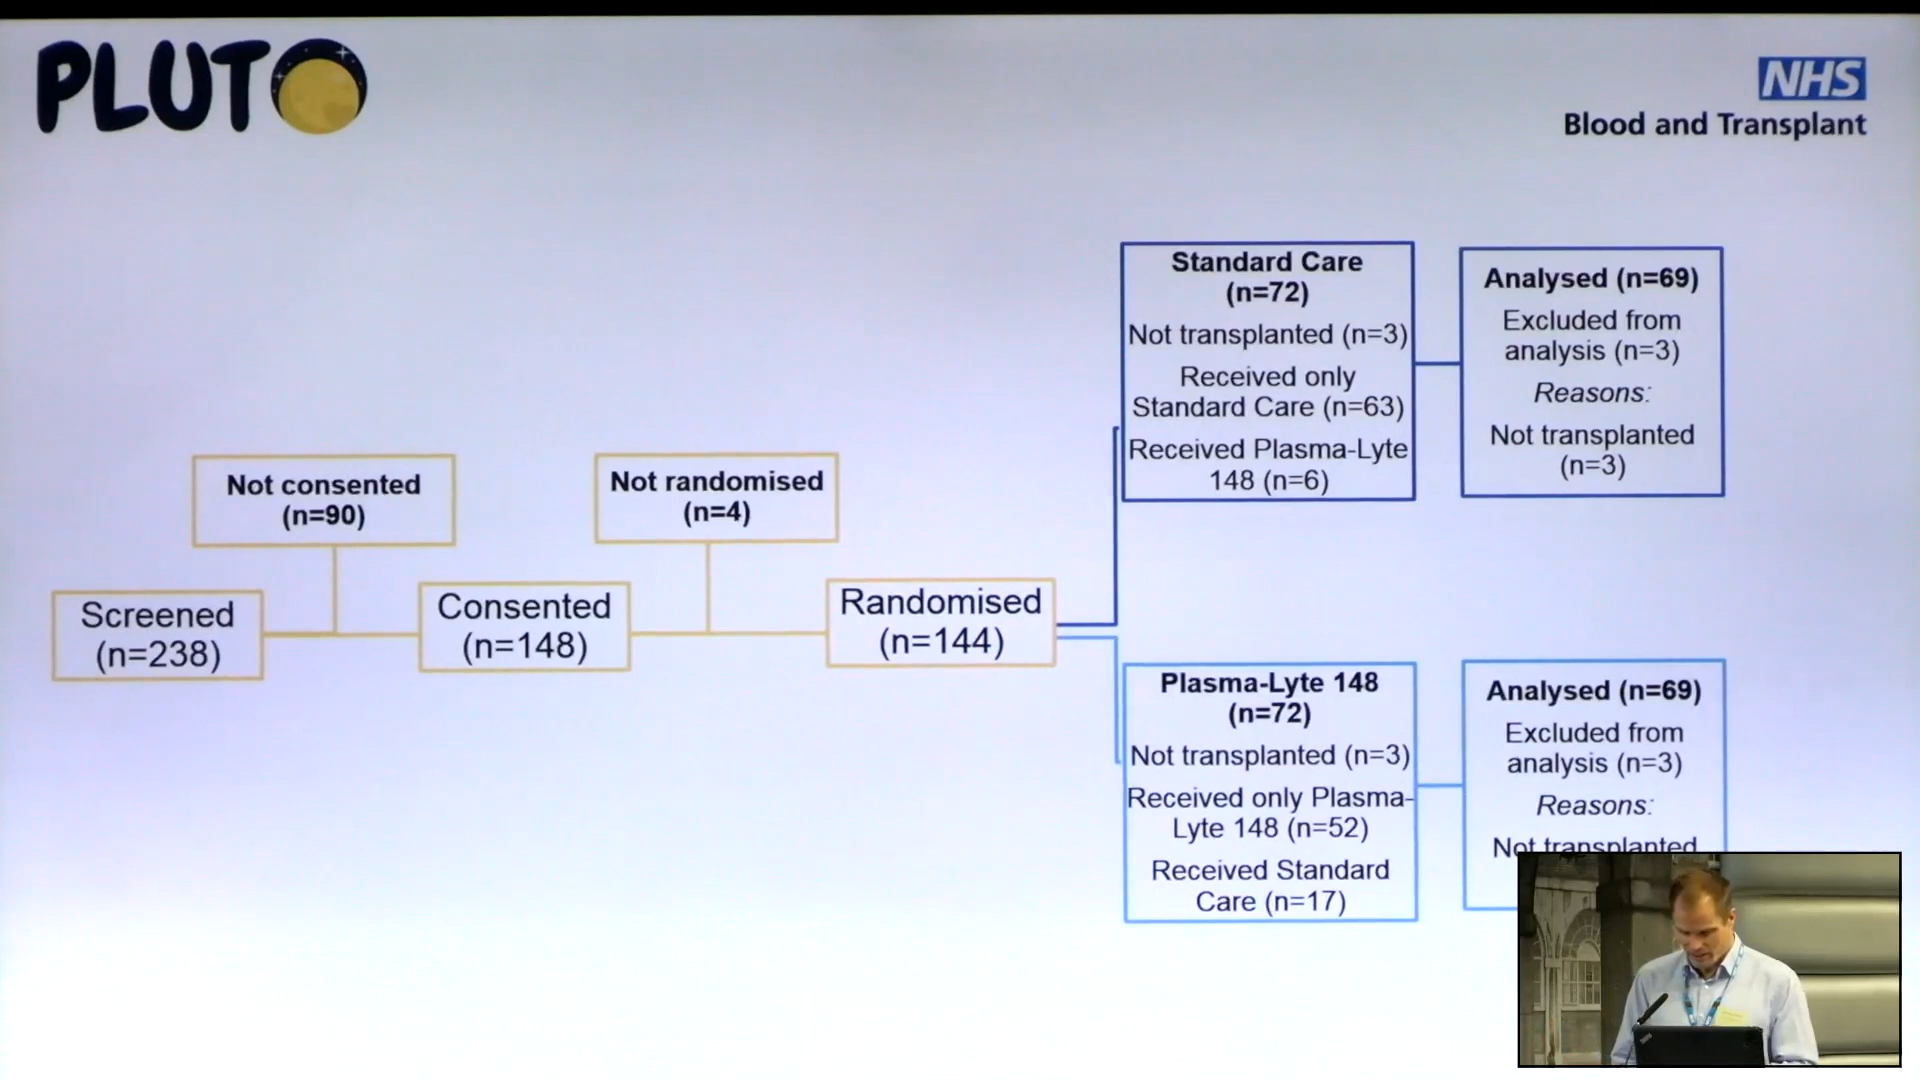 PLUTO
NHS
Blood and Transplant
Standard Care
(n=72)
Not transplanted (n=3)
Received only
Standard Care (n=63)
Received Plasma-Lyte
148 (n=6)
Analysed (n=69)
Excluded from
analysis (n=3)
Reasons:
Not transplanted
(n=3)
Not consented
(n=90)
Not randomised
(n=4)
Screened
(n=238)
Consented
(n=148)
Randomised
(n=144)
Plasma-Lyte 148
(n=72)
Not transplanted (n=3)
Received only Plasma-
Lyte 148 (n=52)
Received Standard
Care (n=17)
Analysed (n=69)
Excluded from
analysis (n=3)
Reasons:
Not transplanted